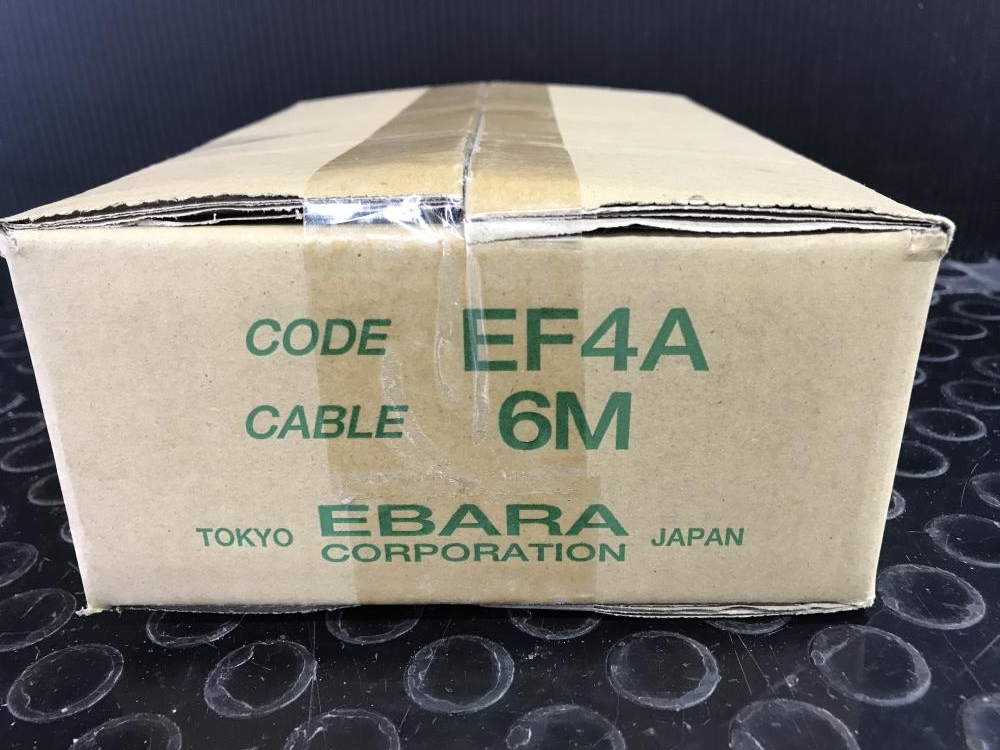 CODE EF4A
CABLE 6M
TOKYO EBARA CORPORATION JAPAN